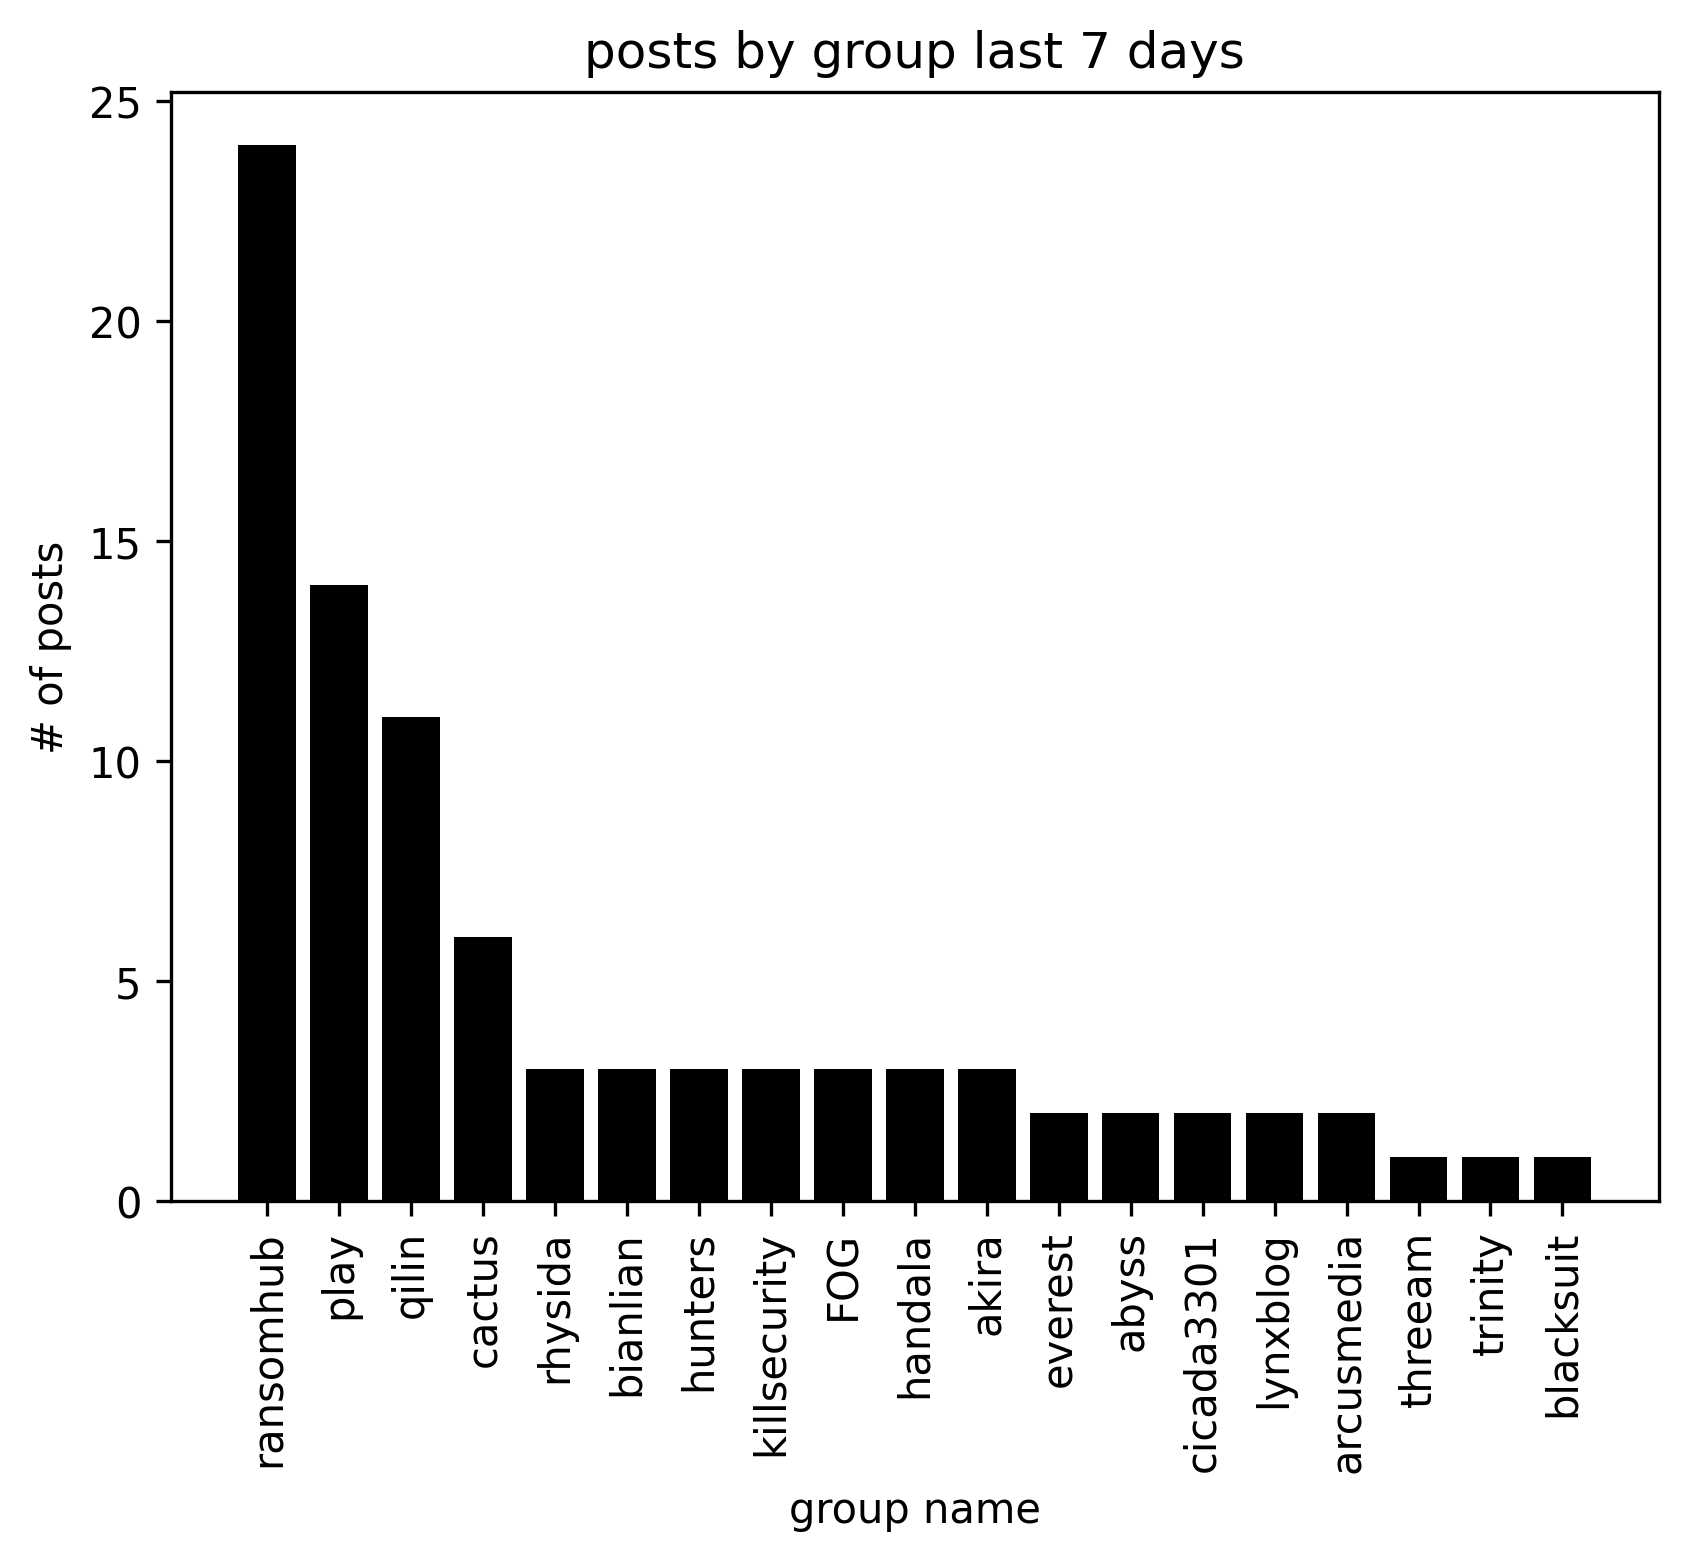 posts by group last 7 days
# of posts
25
20
15
10
5
0
ransomhub
play
qilin
cactus
rhysida
bianlian
hunters
killsecurity
FOG
handala
akira
everest
abyss
cicada3301
lynxblog
arcusmedia
threeam
trinity
blacksuit
group name